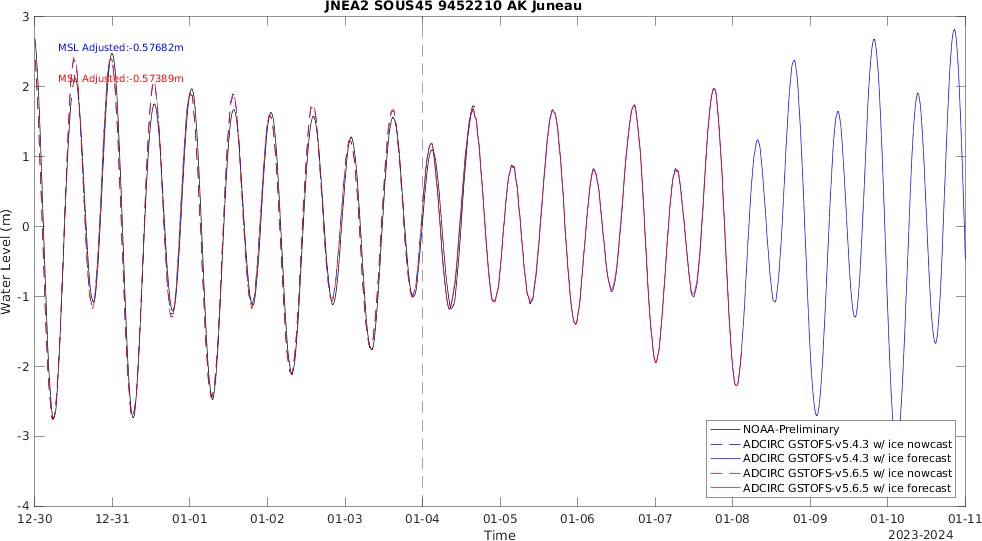 JNEA2 SOUS45 9452210 AK Juneau
MSL Adjusted:-0.57682m
MSL Adjusted:-0.57389m
3
2
1
0
-1
-2
-3
-4
Water Level (m)
NOAA-Preliminary
ADCIRC GSTOFS-v5.4.3 w/ ice nowcast
ADCIRC GSTOFS-v5.4.3 w/ ice forecast
ADCIRC GSTOFS-v5.6.5 w/ ice nowcast
ADCIRC GSTOFS-v5.6.5 w/ ice forecast
12-30 12-31 01-01 01-02 01-03 01-04 01-05 01-06 01-07 01-08 01-09 01-10 01-11
Time
2023-2024